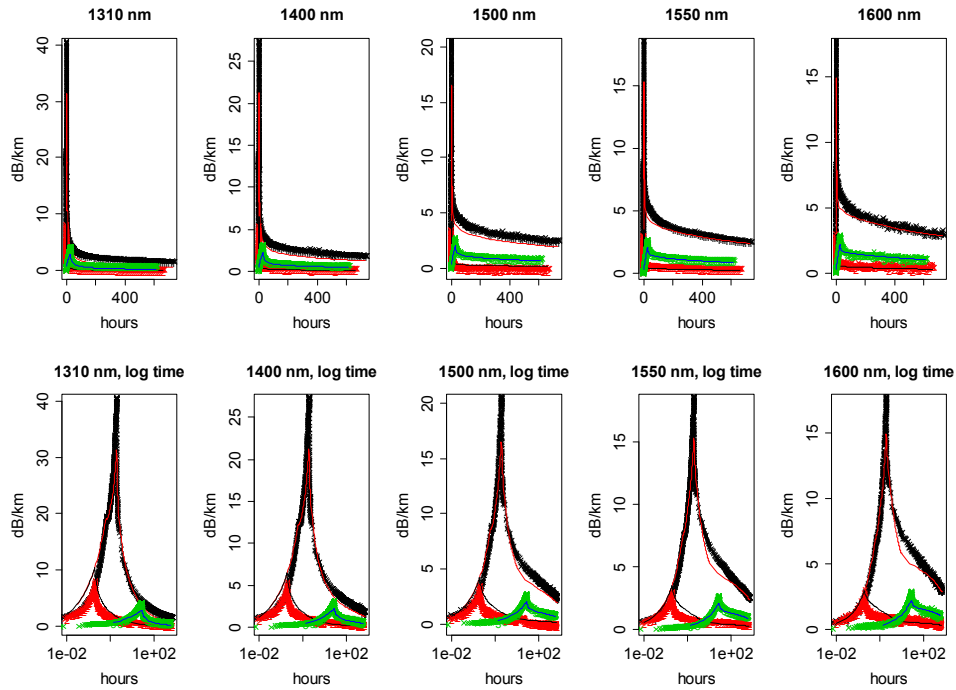 1310 nm
1400 nm
1500 nm
1550 nm
1600 nm
dB/km
0 10 20 30 40
dB/km
0 5 10 15 20 25
dB/km
0 5 10 15 20
dB/km
0 5 10 15
dB/km
0 5 10 15
0 400
0 400
0 400
0 400
0 400
hours
hours
hours
hours
hours
1310 nm, log time
1400 nm, log time
1500 nm, log time
1550 nm, log time
1600 nm, log time
dB/km
0 10 20 30 40
dB/km
0 5 10 15 20 25
dB/km
0 5 10 15 20
dB/km
0 5 10 15
dB/km
0 5 10 15
1e-02 1e+02
1e-02 1e+02
1e-02 1e+02
1e-02 1e+02
1e-02 1e+02
hours
hours
hours
hours
hours